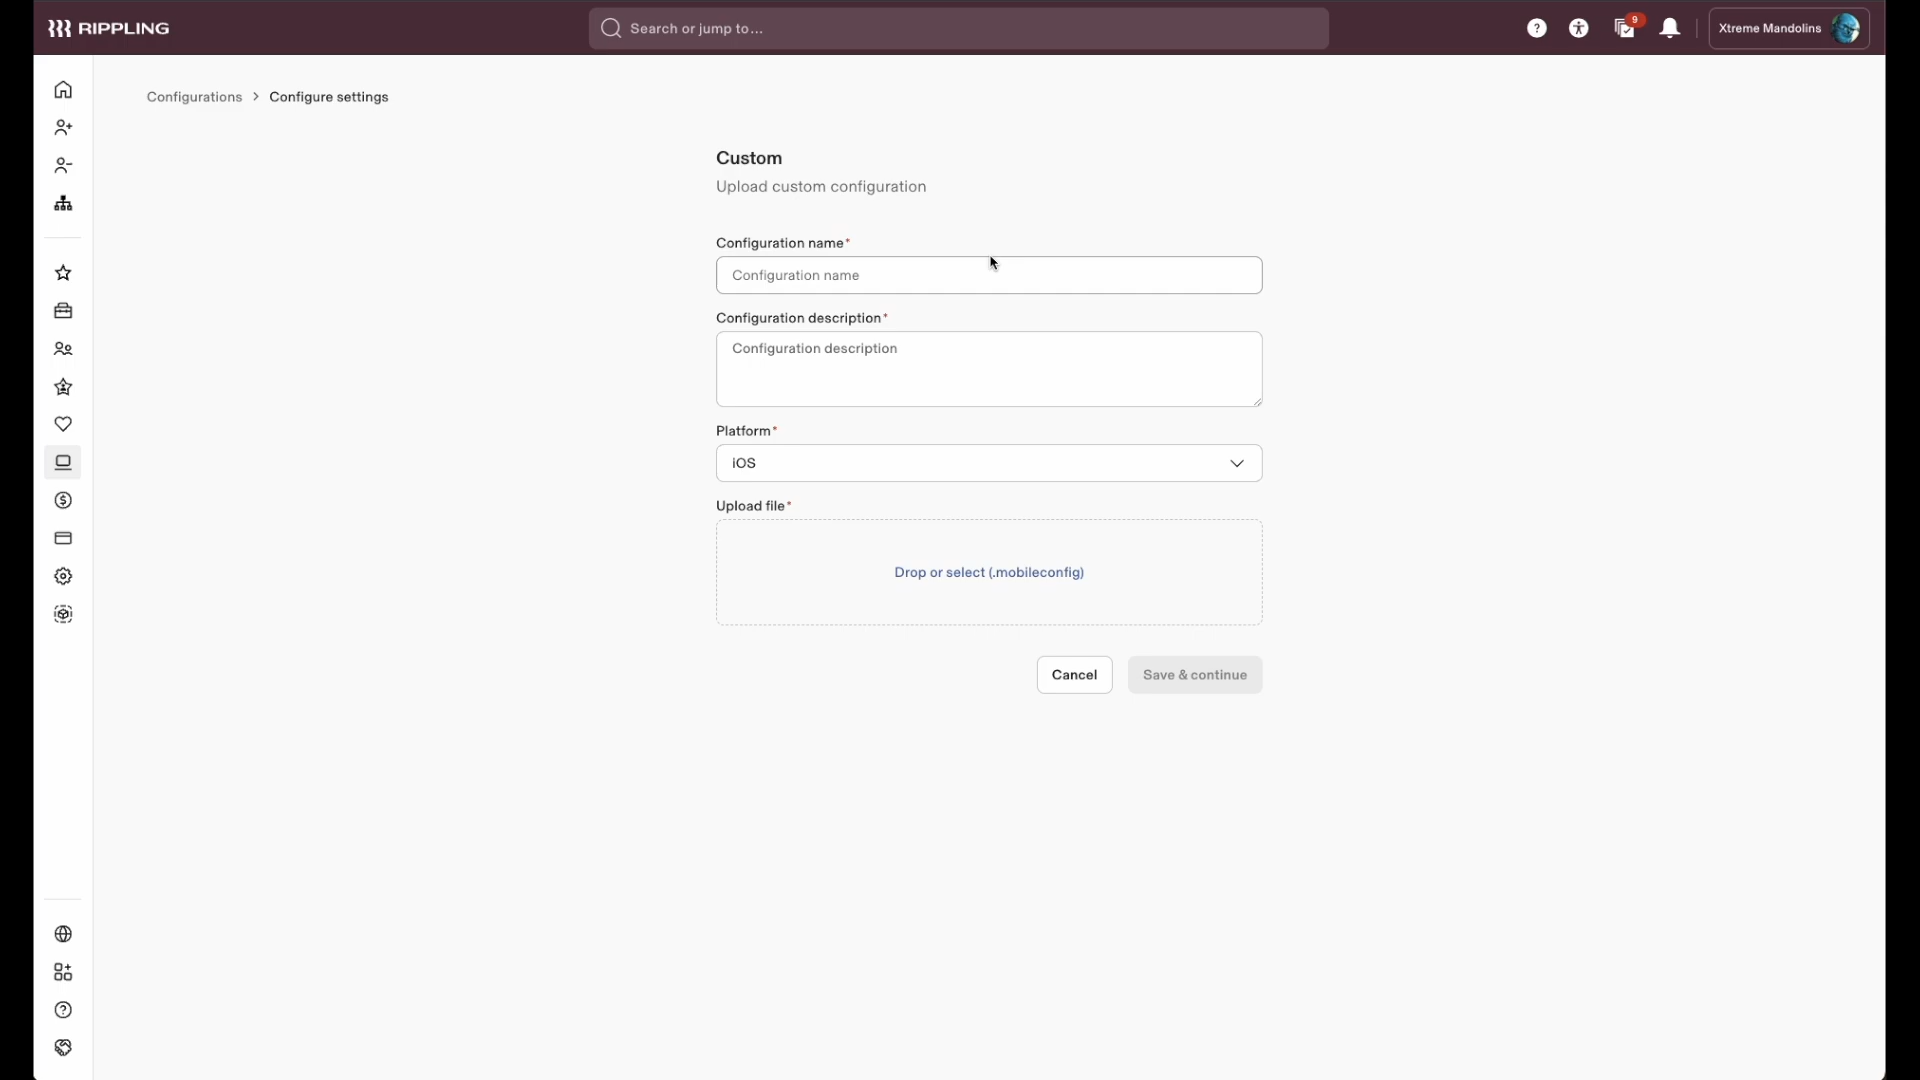 RIPPLING
Search or jump to...
9
Xtreme Mandolins
Configurations > Configure settings
Custom
Upload custom configuration
Configuration name*
Configuration name
Configuration description*
Configuration description
Platform*
iOS
Upload file*
Drop or select (.mobileconfig)
Cancel
Save & continue